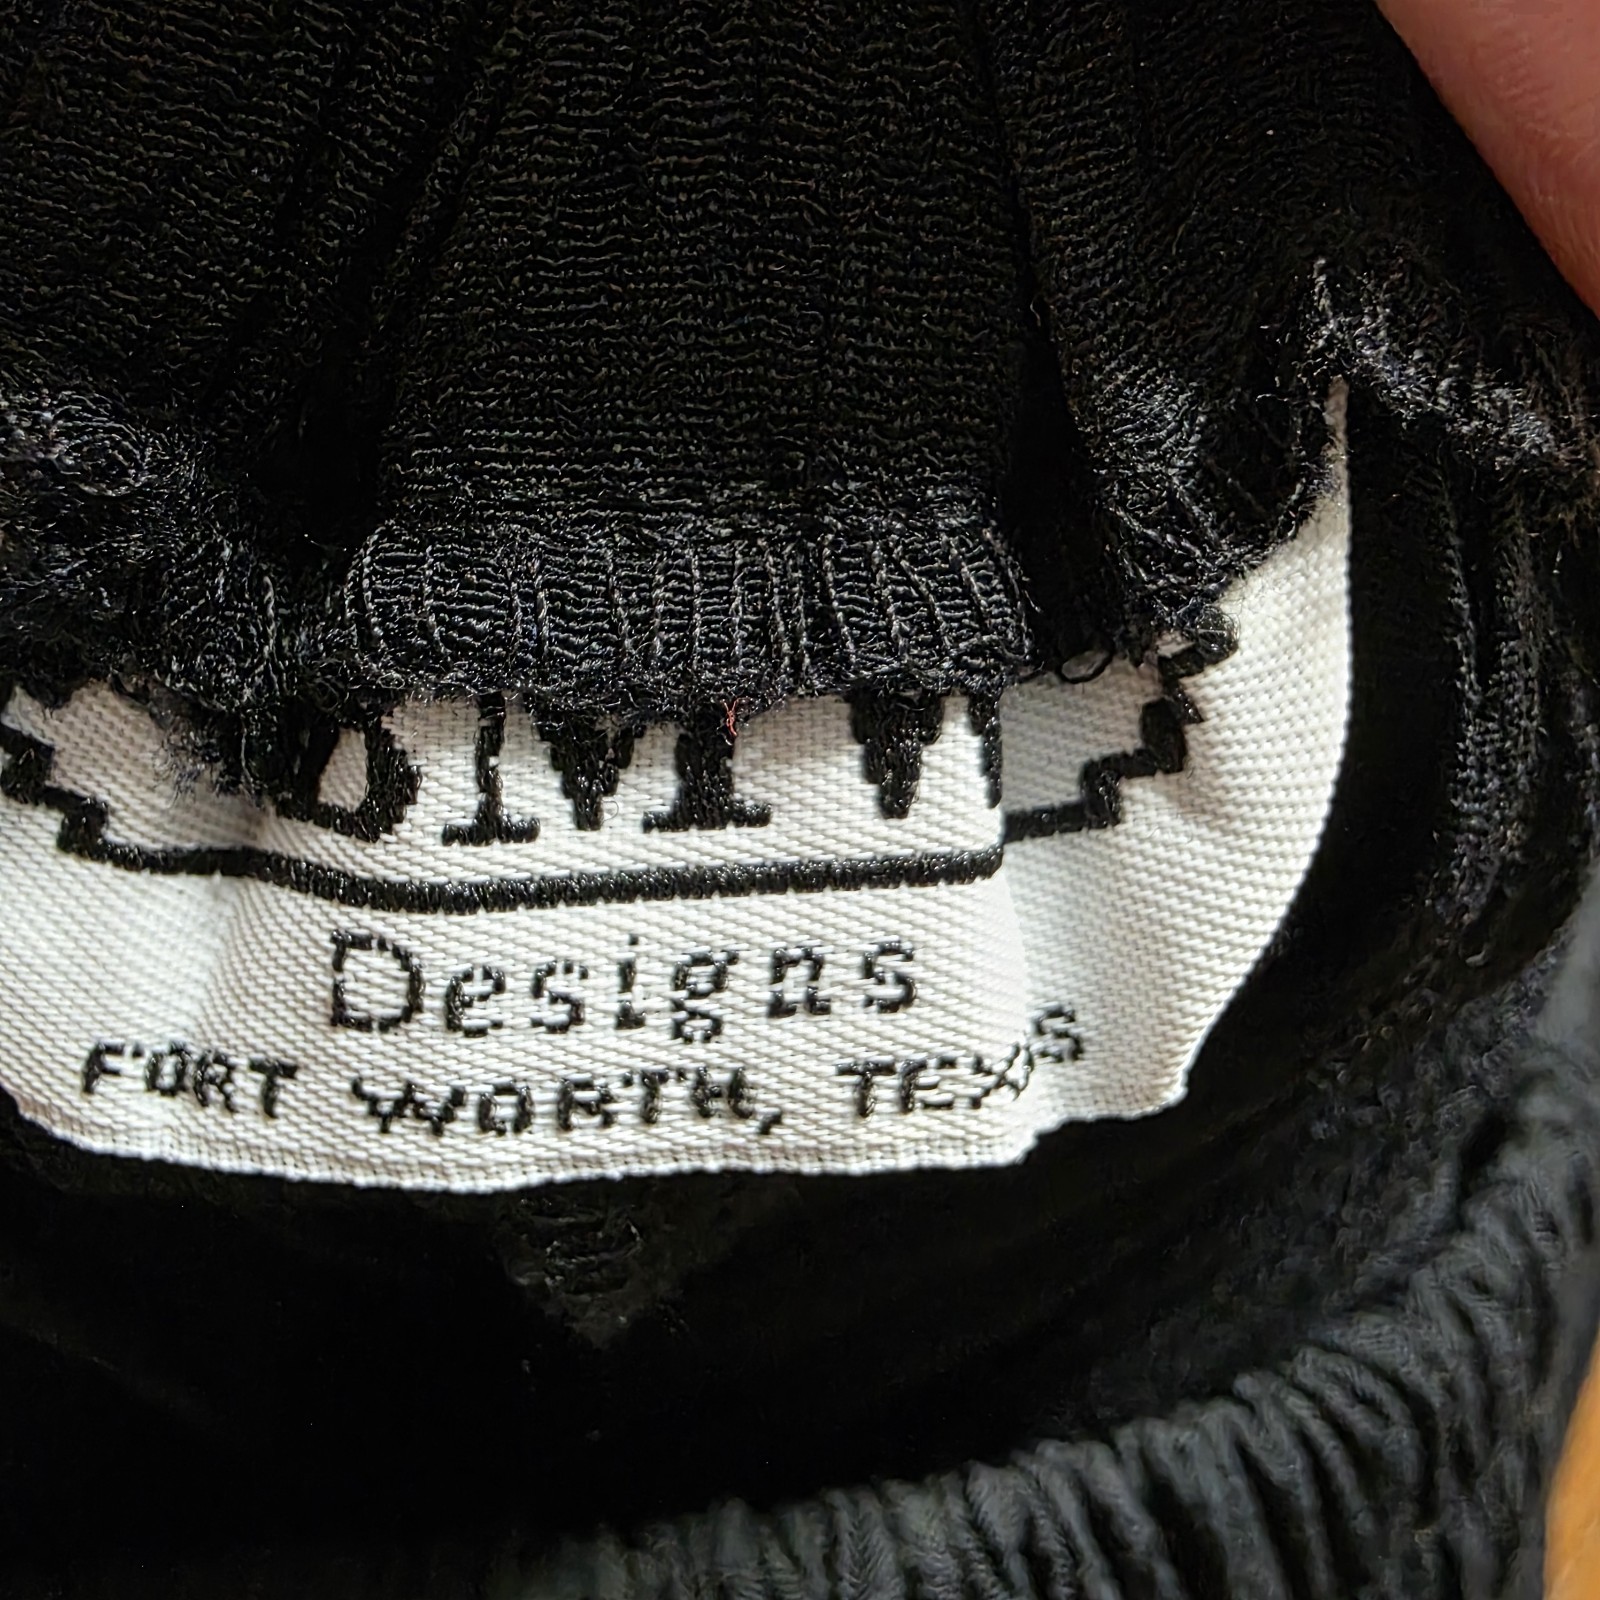 Designs
FORT WORTH, TEXAS